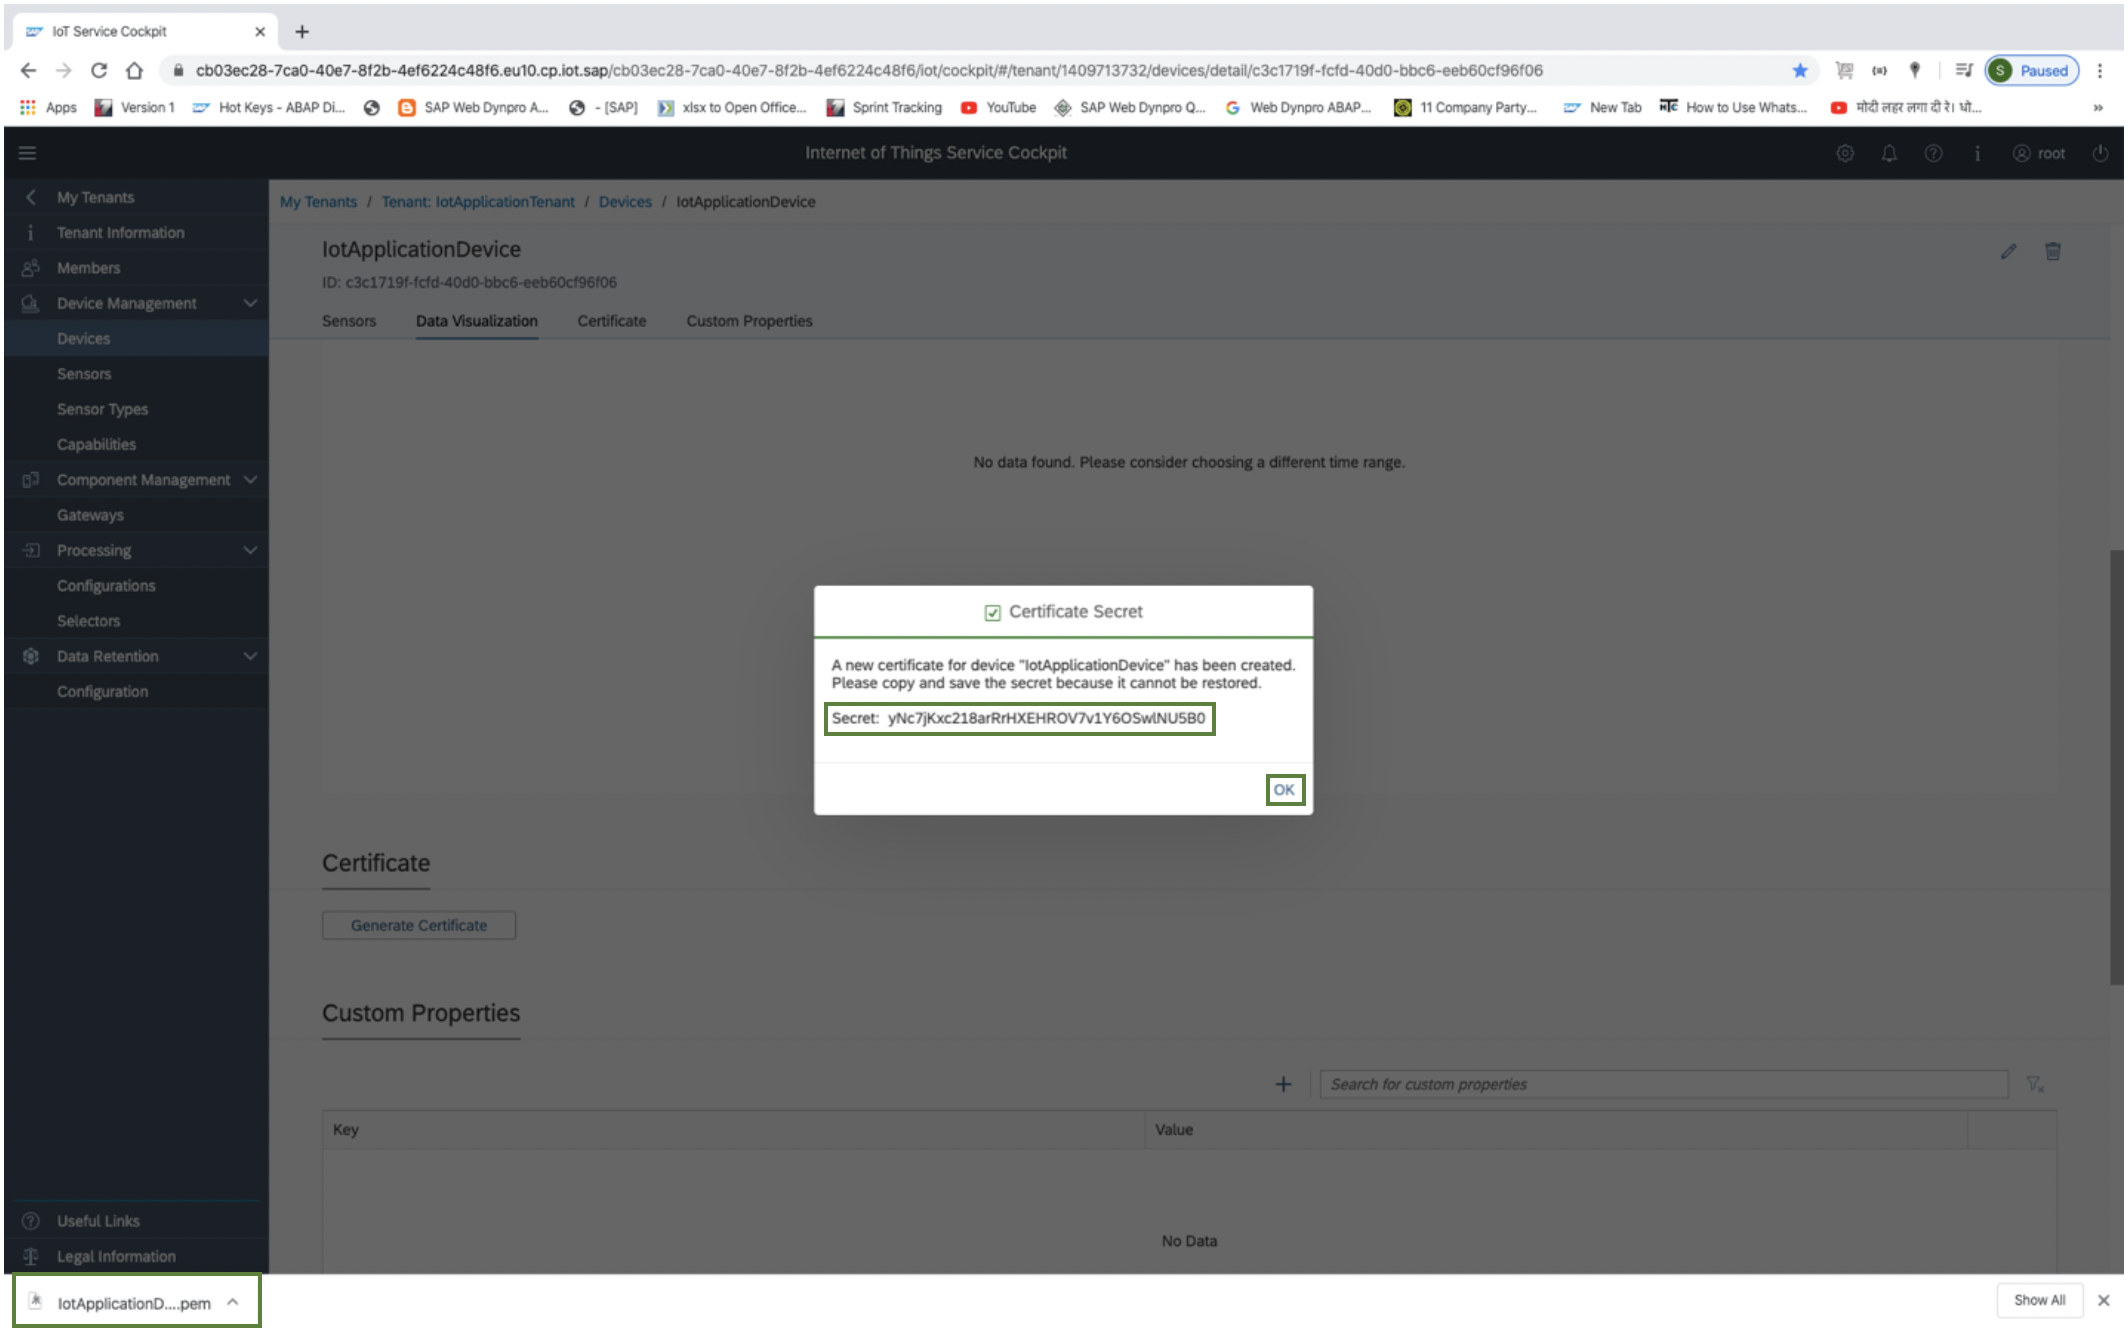 IoT Service Cockpit
cb03ec28-7ca0-40e7-8f2b-4ef6224c48f6.eu10.cp.iot.sap/cb03ec28-7ca0-40e7-8f2b-4ef6224c48f6/iot/cockpit/#/tenant/1409713732/devices/detail/c3c1719f-fcfd-40d0-bbc6-eeb60cf96f06
S Paused
Apps Version 1 Hot Keys - ABAP Di... SAP Web Dynpro A... - [SAP] xlsx to Open Office... Sprint Tracking YouTube SAP Web Dynpro Q... Web Dynpro ABAP... 11 Company Party... New Tab How to Use Whats... मोदी लहर लगा दी रे। धो... »
Internet of Things Service Cockpit
root
My Tenants
Tenant Information
Members
Device Management
Devices
Sensors
Sensor Types
Capabilities
Component Management
Gateways
Processing
Configurations
Selectors
Data Retention
Configuration
Useful Links
Legal Information
My Tenants / Tenant: IotApplicationTenant / Devices / IotApplicationDevice
IotApplicationDevice
ID: c3c1719f-fcfd-40d0-bbc6-eeb60cf96f06
Sensors Data Visualization Certificate Custom Properties
No data found. Please consider choosing a different time range.
Certificate Secret
A new certificate for device "IotApplicationDevice" has been created.
Please copy and save the secret because it cannot be restored.
Secret: yNc7jKxc218arRrHXEHROV7v1Y6OSwlNU5B0
OK
Certificate
Generate Certificate
Custom Properties
Search for custom properties
Key Value
No Data
IotApplicationD....pem
Show All